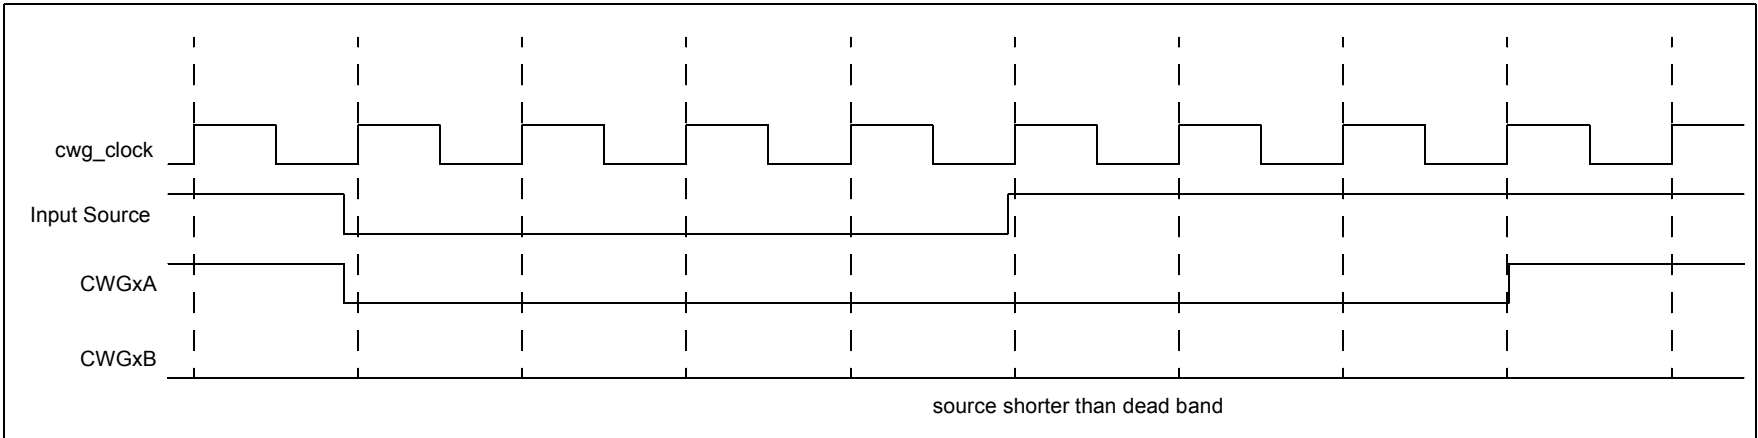 cwg_clock
Input Source
CWGxA
CWGxB
source shorter than dead band